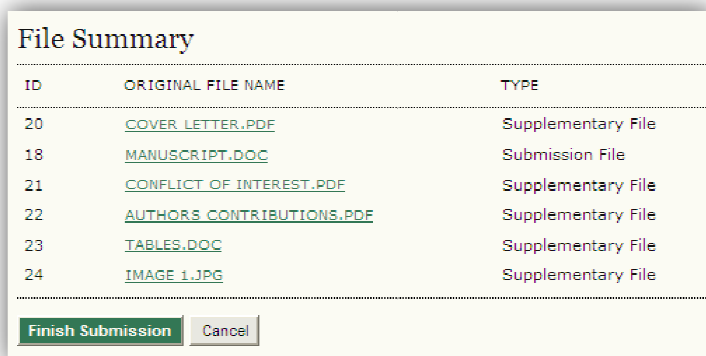 File Summary
ID ORIGINAL FILE NAME TYPE
20 COVER LETTER.PDF Supplementary File
18 MANUSCRIPT.DOC Submission File
21 CONFLICT OF INTEREST.PDF Supplementary File
22 AUTHORS CONTRIBUTIONS.PDF Supplementary File
23 TABLES.DOC Supplementary File
24 IMAGE 1.JPG Supplementary File
Finish Submission Cancel